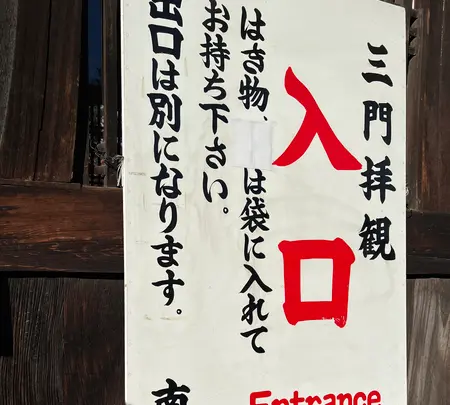 三門拝観
入口
はき物、は袋に入れて
お持ち下さい。
出口は別になります。
南
Entrance